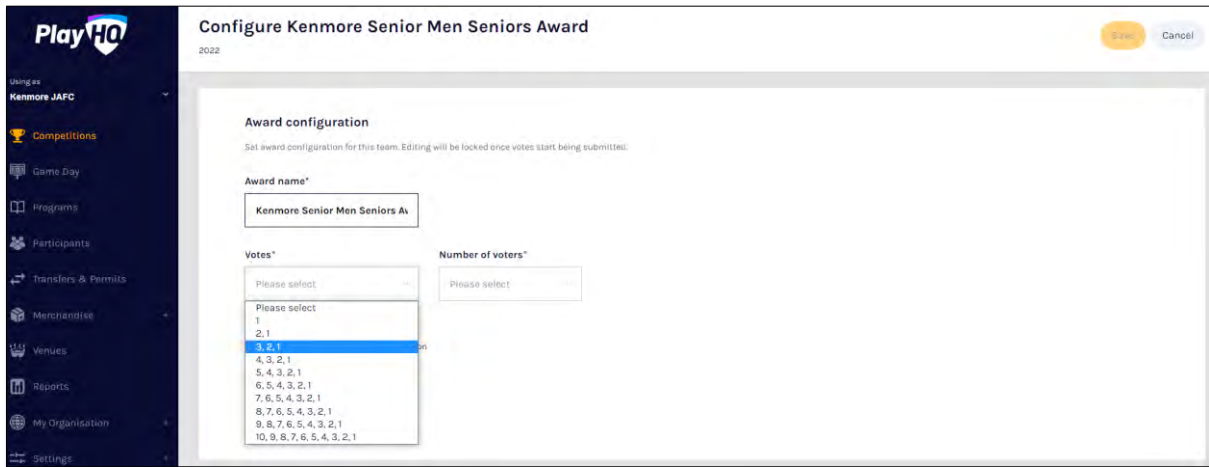 PlayHQ
Configure Kenmore Senior Men Seniors Award
2022
Save
Cancel
Using as
Kenmore JAFC
Competitions
Game Day
Programs
Participants
Transfers & Permits
Merchandise
Venues
Reports
My Organisation
Settings
Award configuration
Set award configuration for this team. Editing will be locked once votes start being submitted.
Award name*
Kenmore Senior Men Seniors Av
Votes*
Number of voters*
Please select
Please select
Please select
1
2, 1
3, 2, 1
on
4, 3, 2, 1
5, 4, 3, 2, 1
6, 5, 4, 3, 2, 1
7, 6, 5, 4, 3, 2, 1
8, 7, 6, 5, 4, 3, 2, 1
9, 8, 7, 6, 5, 4, 3, 2, 1
10, 9, 8, 7, 6, 5, 4, 3, 2, 1